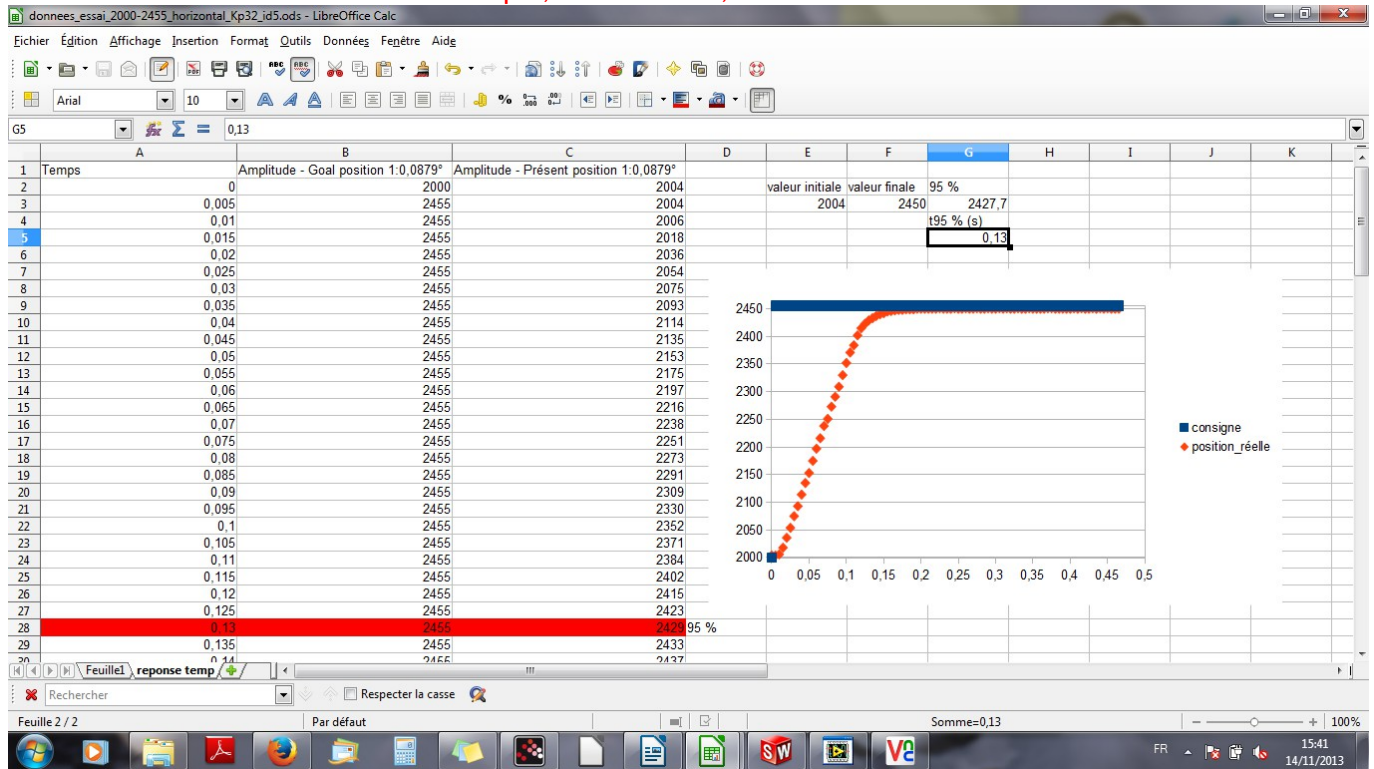 donnees_essai_2000-2455_horizontal_Kp32_id5.ods - LibreOffice Calc
Fichier Édition Affichage Insertion Format Outils Données Fenêtre Aide
Arial 10
G5 0,13
A B C D E F G H I J K
1 Temps Amplitude - Goal position 1:0,0879° Amplitude - Présent position 1:0,0879°
2 0 2000 2004 valeur initiale valeur finale 95 %
3 0,005 2455 2004 2004 2450 2427,7
4 0,01 2455 2006 t95 % (s)
5 0,015 2455 2018 0,13
6 0,02 2455 2036
7 0,025 2455 2054
8 0,03 2455 2075
9 0,035 2455 2093
10 0,04 2455 2114
11 0,045 2455 2135
12 0,05 2455 2153
13 0,055 2455 2175
14 0,06 2455 2197
15 0,065 2455 2216
16 0,07 2455 2238
17 0,075 2455 2251
18 0,08 2455 2273
19 0,085 2455 2291
20 0,09 2455 2309
21 0,095 2455 2330
22 0,1 2455 2352
23 0,105 2455 2371
24 0,11 2455 2384
25 0,115 2455 2402
26 0,12 2455 2415
27 0,125 2455 2423
28 0,13 2455 2429 95 %
29 0,135 2455 2433
30 0,14 2455 2437
2450
2400
2350
2300
2250
2200
2150
2100
2050
2000
0 0,05 0,1 0,15 0,2 0,25 0,3 0,35 0,4 0,45 0,5
consigne
position_réelle
Feuille1 reponse temp
Rechercher Respecter la casse
Feuille 2 / 2 Par défaut Somme=0,13 100%
FR 15:41
14/11/2013